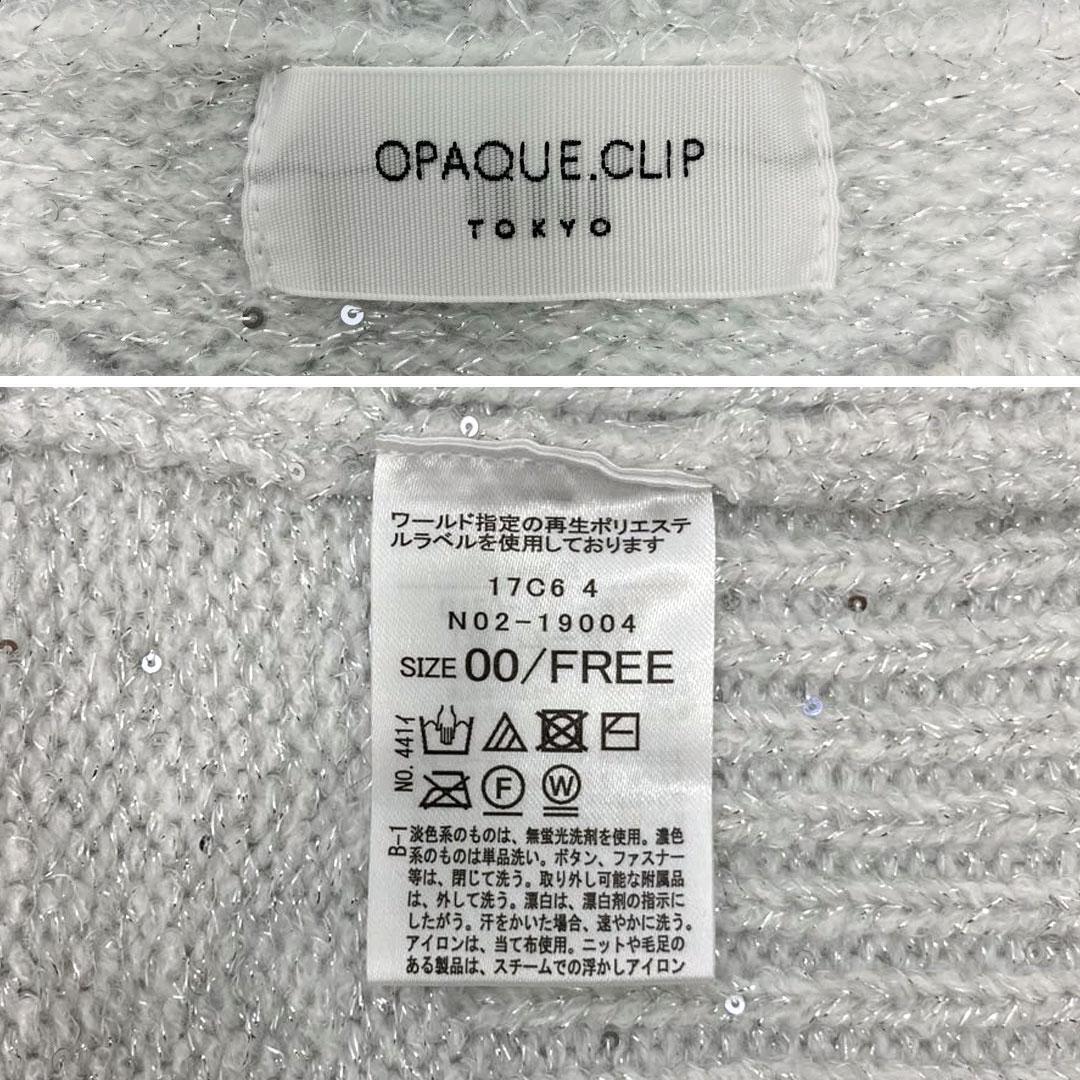 OPAQUE.CLIP
TOKYO
ワールド指定の再生ポリエステ
ルラベルを使用しております
17C6 4
N02-19004
SIZE 00/FREE
NO. 441イ
F W
B-1
淡色系のものは、無蛍光洗剤を使用。濃色
系のものは単品洗い。ボタン、ファスナー
等は、閉じて洗う。取り外し可能な附属品
は、外して洗う。漂白は、漂白剤の指示に
したがう。汗をかいた場合、速やかに洗う。
アイロンは、当て布使用。ニットや毛足の
ある製品は、スチームでの浮かしアイロン